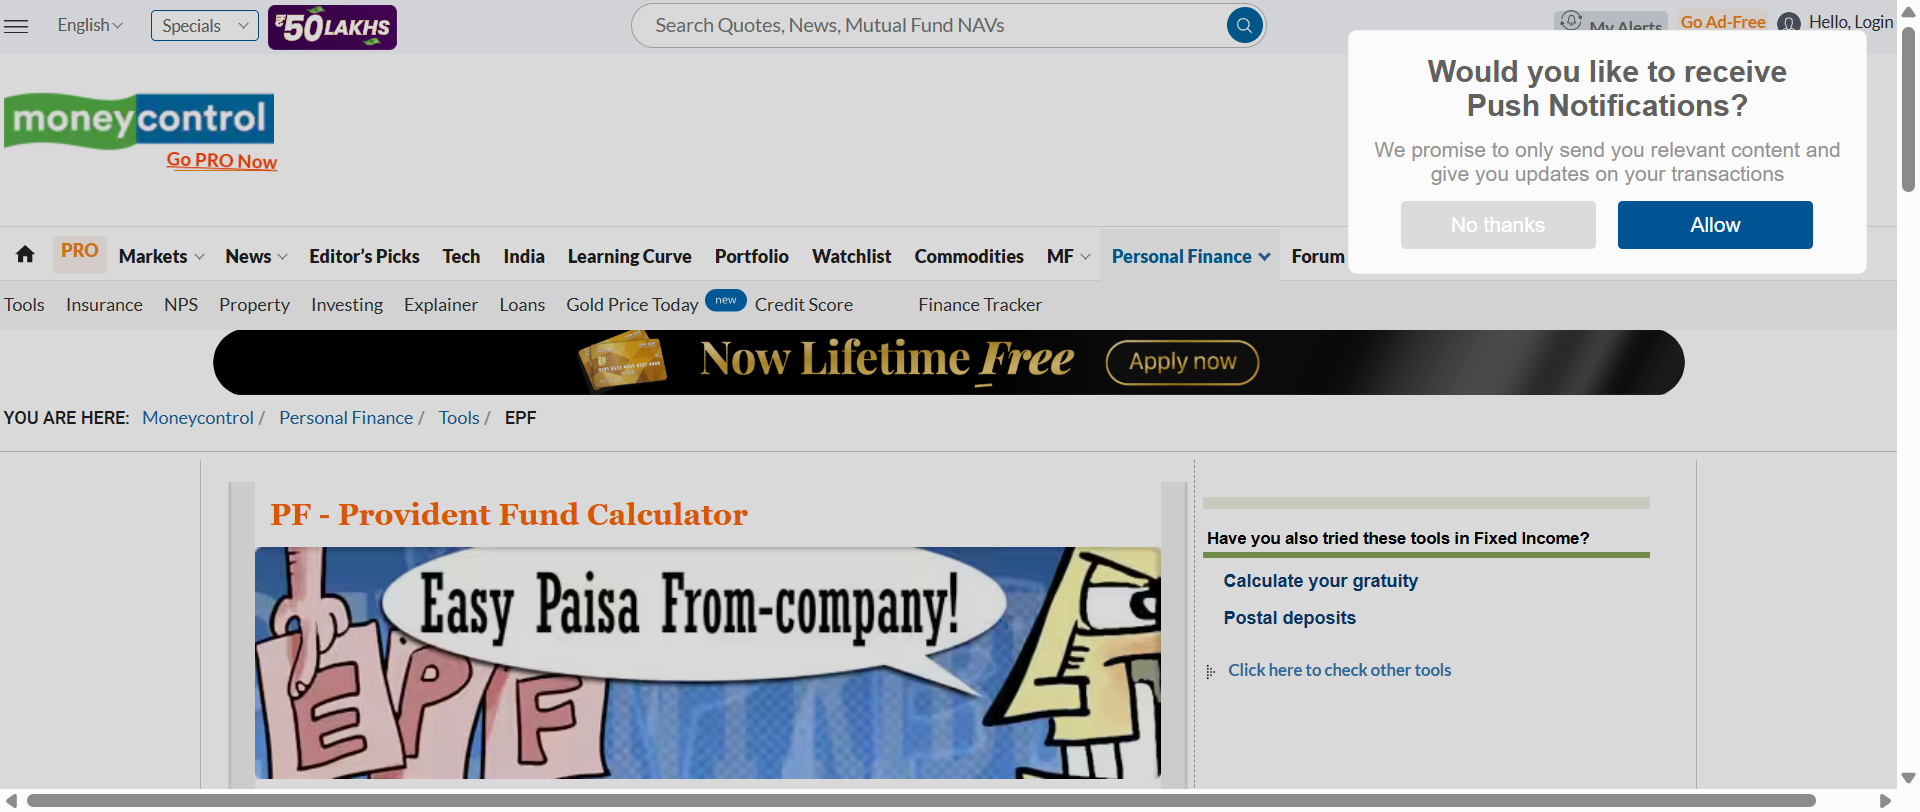 English
Specials
₹50 LAKHS
Search Quotes, News, Mutual Fund NAVs
My Alerts
Go Ad-Free
Hello, Login
moneycontrol
Go PRO Now
Would you like to receive
Push Notifications?
We promise to only send you relevant content and
give you updates on your transactions
No thanks
Allow
PRO
Markets
News
Editor's Picks
Tech
India
Learning Curve
Portfolio
Watchlist
Commodities
MF
Personal Finance
Forum
Tools
Insurance
NPS
Property
Investing
Explainer
Loans
Gold Price Today
new
Credit Score
Finance Tracker
Now Lifetime Free
Apply now
YOU ARE HERE: Moneycontrol / Personal Finance / Tools / EPF
PF - Provident Fund Calculator
Easy Paisa From-company!
EPF
Have you also tried these tools in Fixed Income?
Calculate your gratuity
Postal deposits
Click here to check other tools